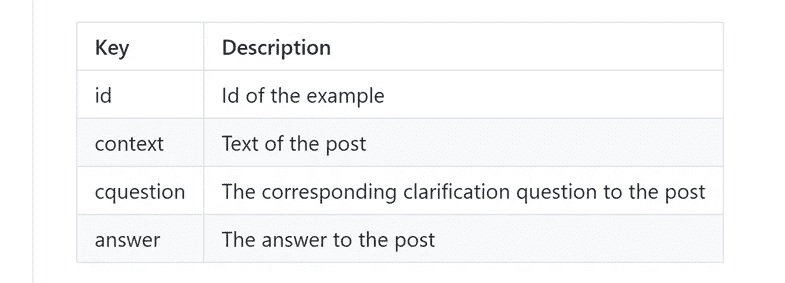 Key Description
id Id of the example
context Text of the post
cquestion The corresponding clarification question to the post
answer The answer to the post